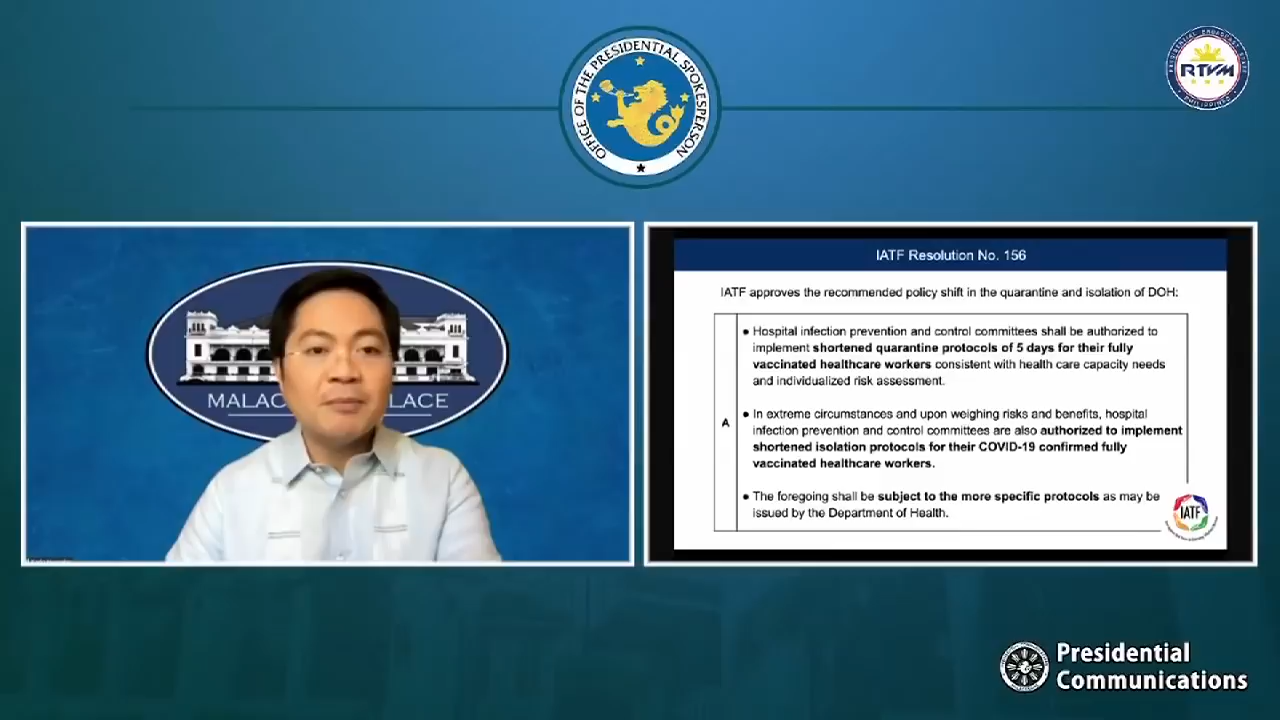 OFFICE OF THE PRESIDENTIAL SPOKESPERSON
PRESIDENTIAL BROADCAST STAFF
RTVM
PHILIPPINES
MALAC
LACE
IATF Resolution No. 156
IATF approves the recommended policy shift in the quarantine and isolation of DOH:
A
● Hospital infection prevention and control committees shall be authorized to
implement shortened quarantine protocols of 5 days for their fully
vaccinated healthcare workers consistent with health care capacity needs
and individualized risk assessment.
● In extreme circumstances and upon weighing risks and benefits, hospital
infection prevention and control committees are also authorized to implement
shortened isolation protocols for their COVID-19 confirmed fully
vaccinated healthcare workers.
● The foregoing shall be subject to the more specific protocols as may be
issued by the Department of Health.
IATF
Presidential
Communications